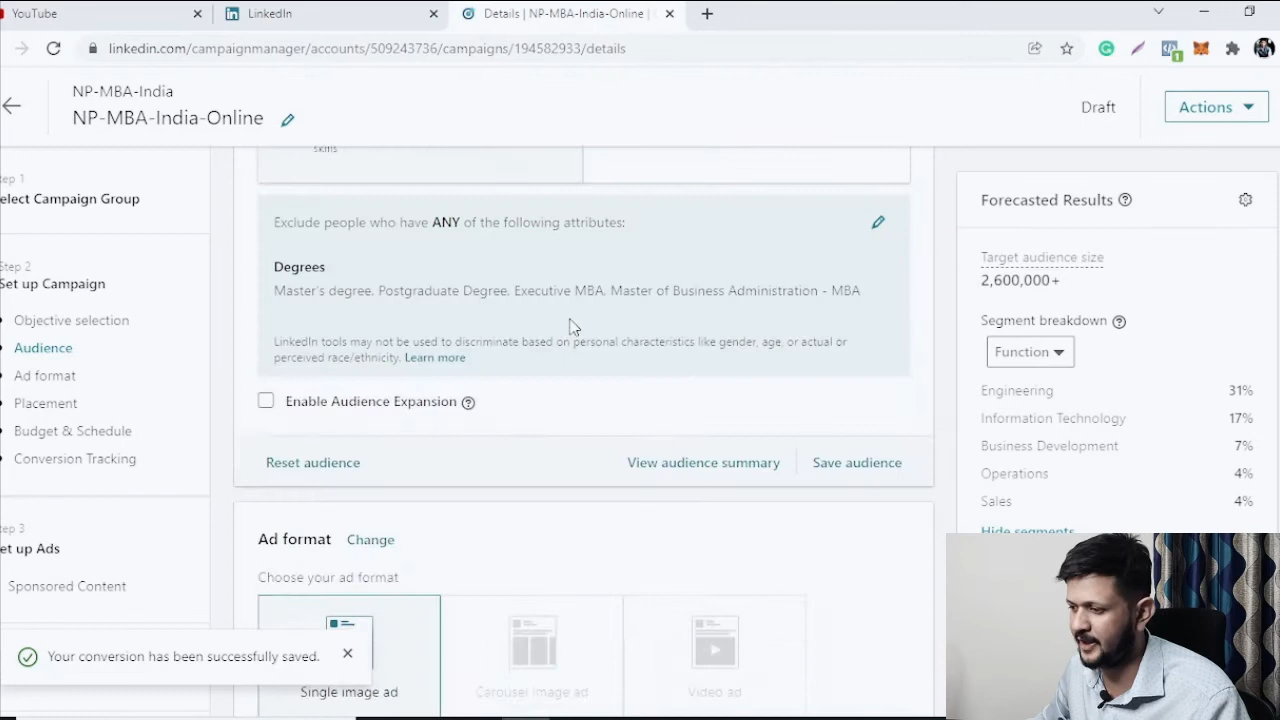 YouTube
LinkedIn
Details | NP-MBA-India-Online |
linkedin.com/campaignmanager/accounts/509243736/campaigns/194582933/details
1
NP-MBA-India
NP-MBA-India-Online
Draft
Actions
tep 1
elect Campaign Group
Step 2
Set up Campaign
Objective selection
Audience
Ad format
Placement
Budget & Schedule
Conversion Tracking
tep 3
et up Ads
Sponsored Content
skills
Exclude people who have ANY of the following attributes:
Degrees
Master's degree, Postgraduate Degree, Executive MBA, Master of Business Administration - MBA
LinkedIn tools may not be used to discriminate based on personal characteristics like gender, age, or actual or
perceived race/ethnicity. Learn more
Enable Audience Expansion
Reset audience
View audience summary
Save audience
Ad format
Change
Choose your ad format
Single image ad
Carousel image ad
Video ad
Your conversion has been successfully saved.
Forecasted Results
Target audience size
2,600,000+
Segment breakdown
Function
Engineering 31%
Information Technology 17%
Business Development 7%
Operations 4%
Sales 4%
Hide segments